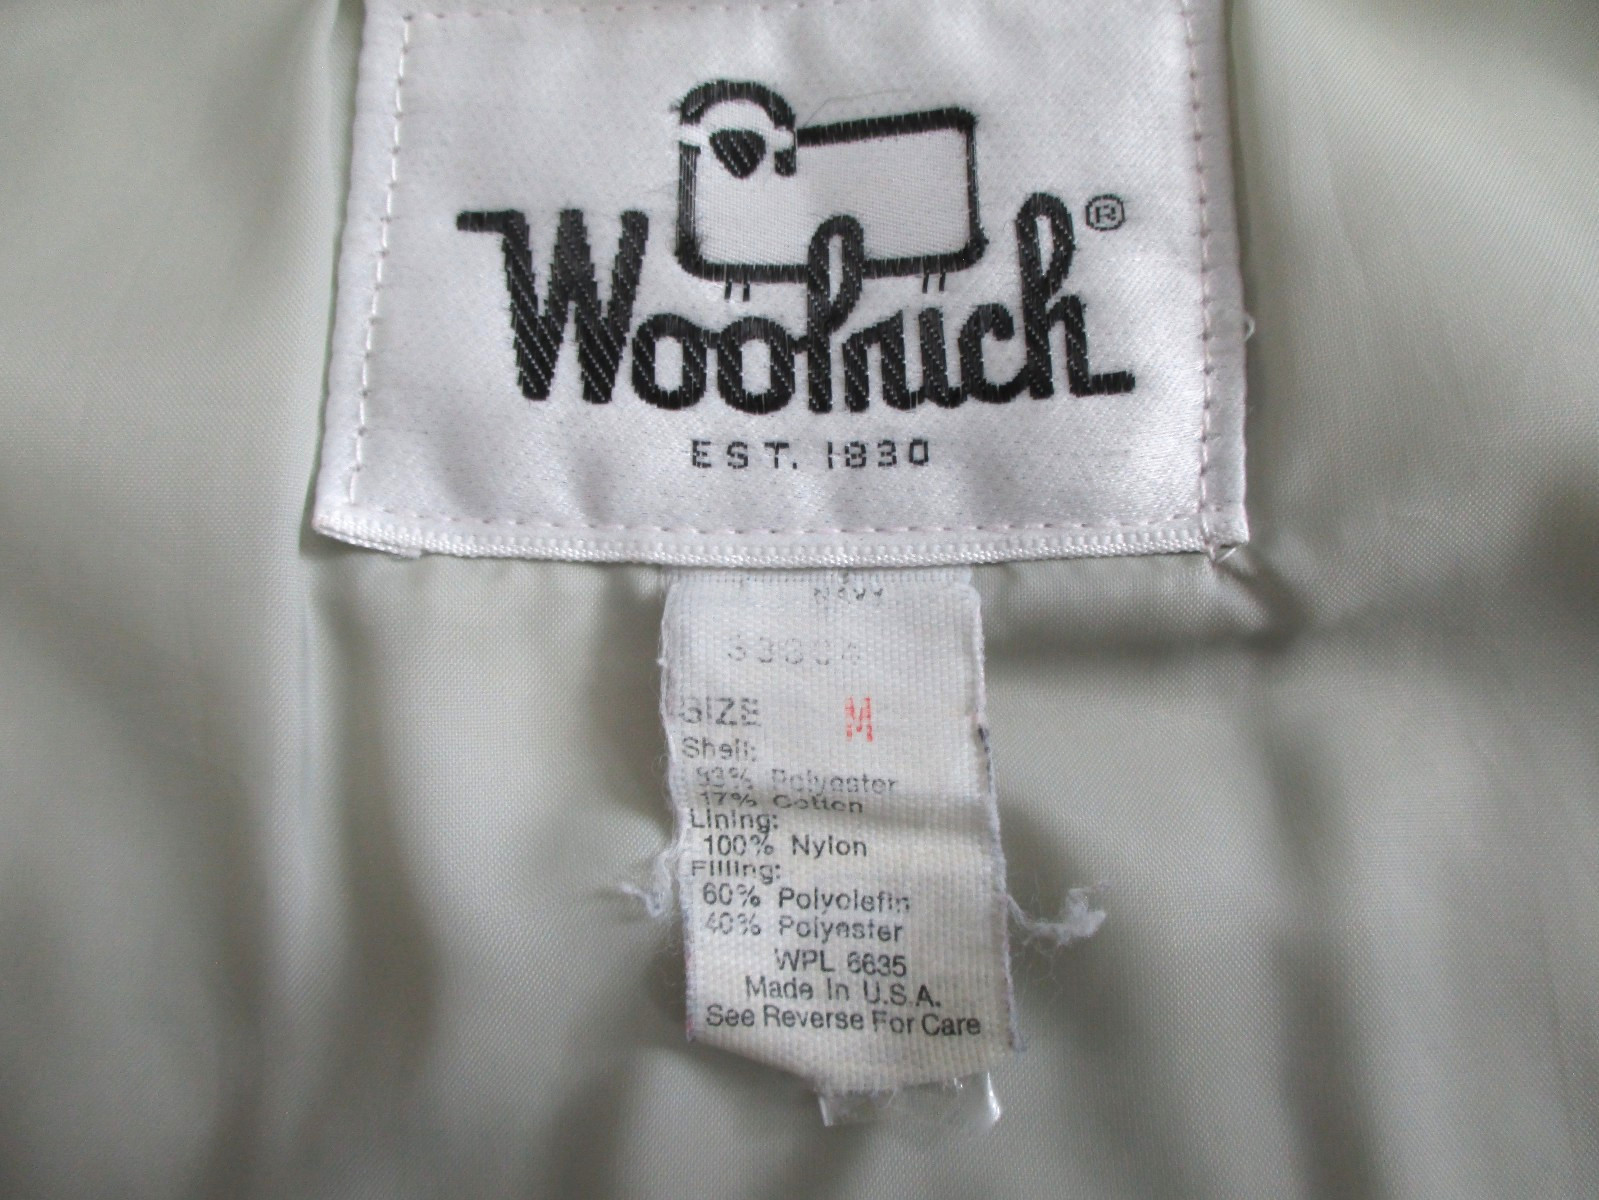 Woolrich®
EST. 1830
NAVY
SIZE M
Shell:
83% Polyester
17% Cotton
Lining:
100% Nylon
Filling:
60% Polyolefin
40% Polyester
WPL 6635
Made In U.S.A.
See Reverse For Care